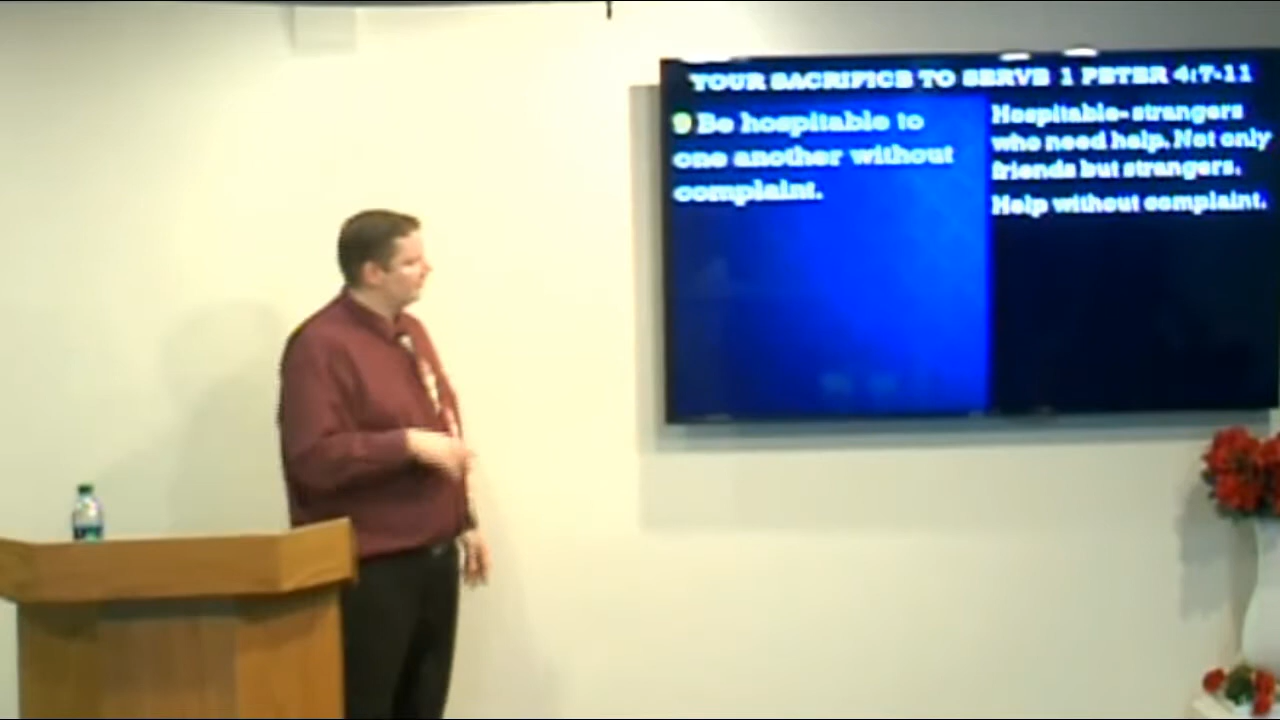 YOUR SACRIFICE TO SERVE 1 PETER 4:7-11
9 Be hospitable to
one another without
complaint.
Hospitable- strangers
who need help. Not only
friends but strangers.
Help without complaint.